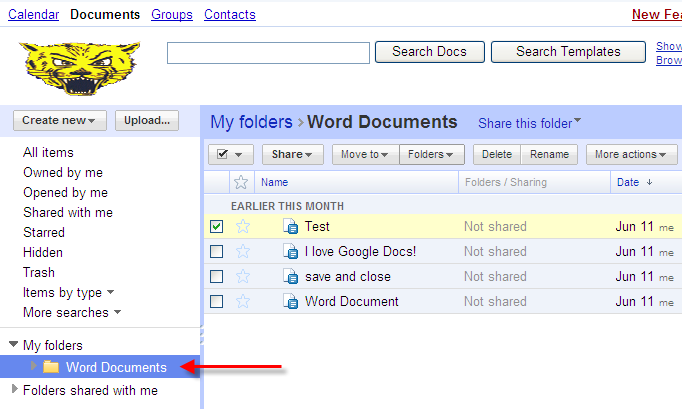 Calendar Documents Groups Contacts New Fea
Search Docs Search Templates Show
Brow
Create new Upload...
My folders › Word Documents Share this folder
Share Move to Folders Delete Rename More actions
Name Folders / Sharing Date
All items
Owned by me
Opened by me
Shared with me
Starred
Hidden
Trash
Items by type
More searches
My folders
Word Documents
Folders shared with me
EARLIER THIS MONTH
Test Not shared Jun 11 me
I love Google Docs! Not shared Jun 11 me
save and close Not shared Jun 11 me
Word Document Not shared Jun 11 me